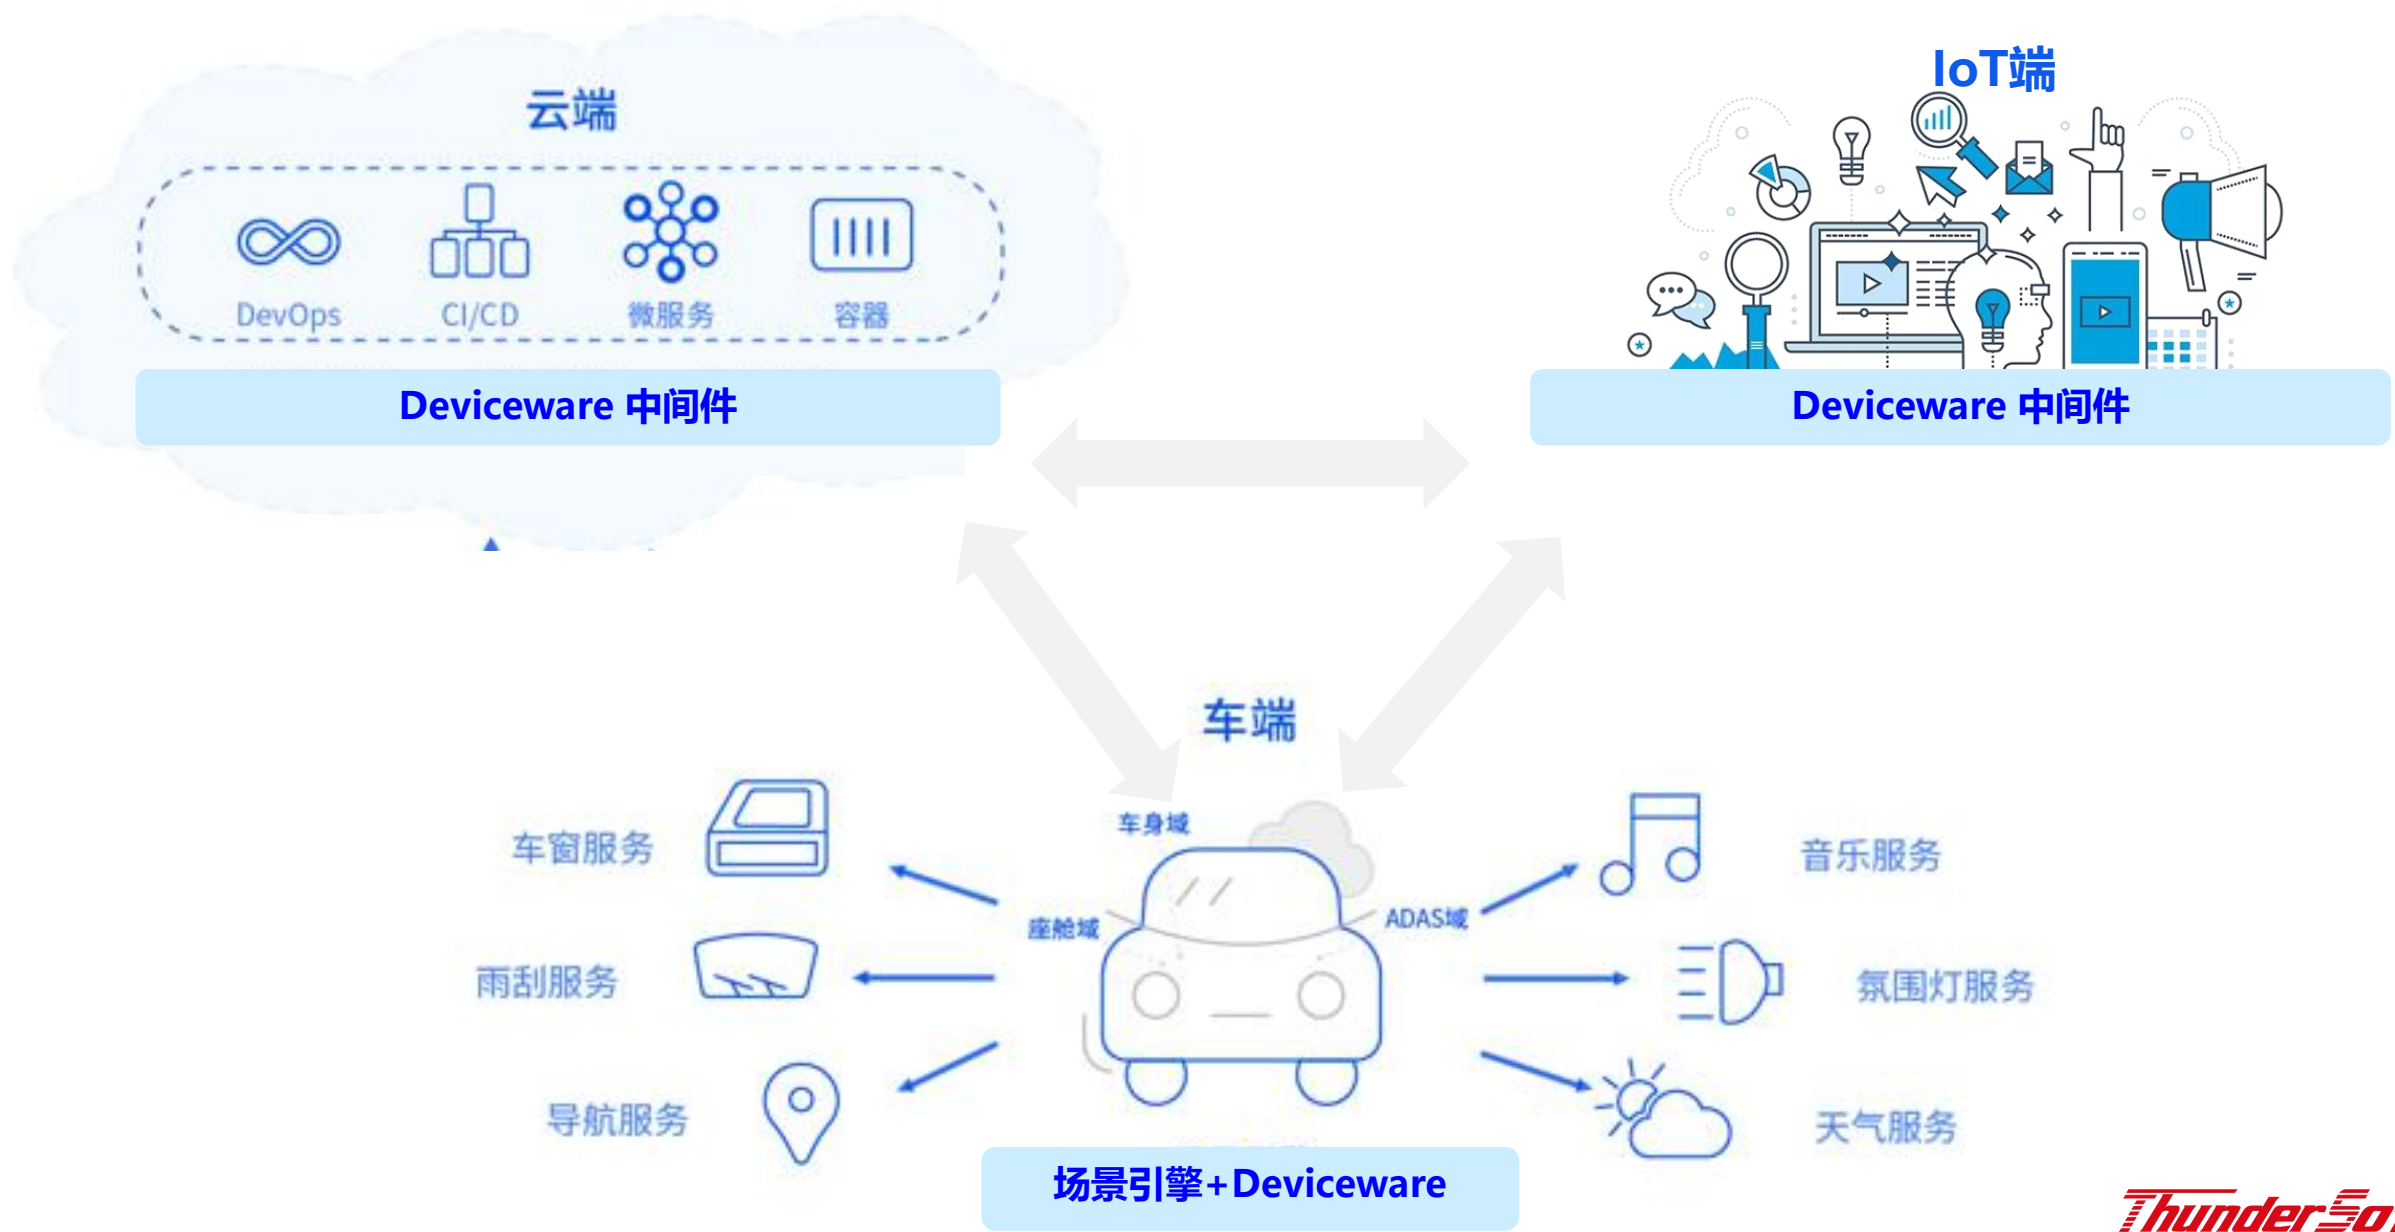 云端
DevOps
CI/CD
微服务
容器
Deviceware 中间件
IoT端
Deviceware 中间件
车端
车身域
座舱域
ADAS域
车窗服务
雨刮服务
导航服务
音乐服务
氛围灯服务
天气服务
场景引擎+Deviceware
ThunderSo